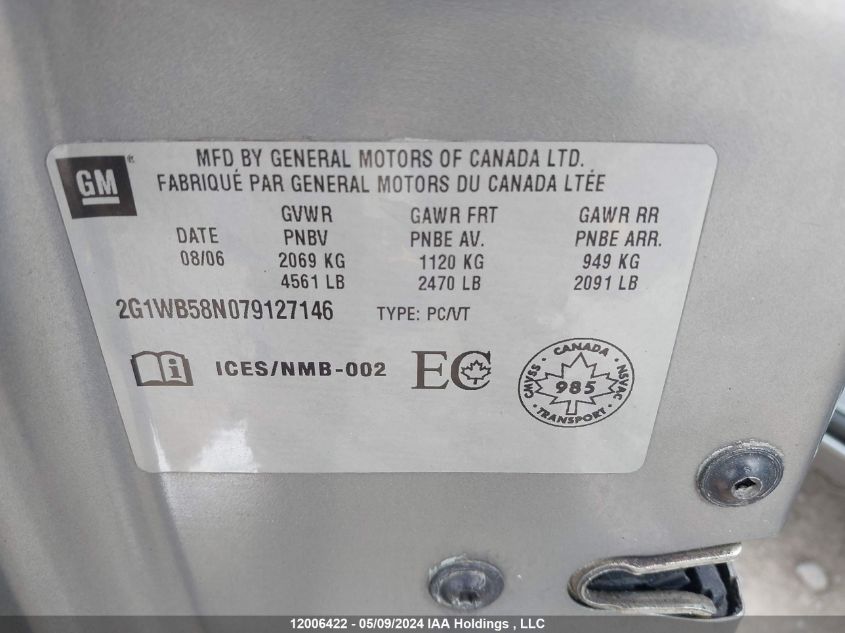 GM ®
MFD BY GENERAL MOTORS OF CANADA LTD.
FABRIQUÉ PAR GENERAL MOTORS DU CANADA LTÉE
GVWR GAWR FRT GAWR RR
DATE PNBV PNBE AV. PNBE ARR.
08/06 2069 KG 1120 KG 949 KG
4561 LB 2470 LB 2091 LB
2G1WB58N079127146 TYPE: PC/VT
i ICES/NMB-002 EC
CMVSS · CANADA · NSVAC
985
· TRANSPORT ·
12006422 - 05/09/2024 IAA Holdings , LLC